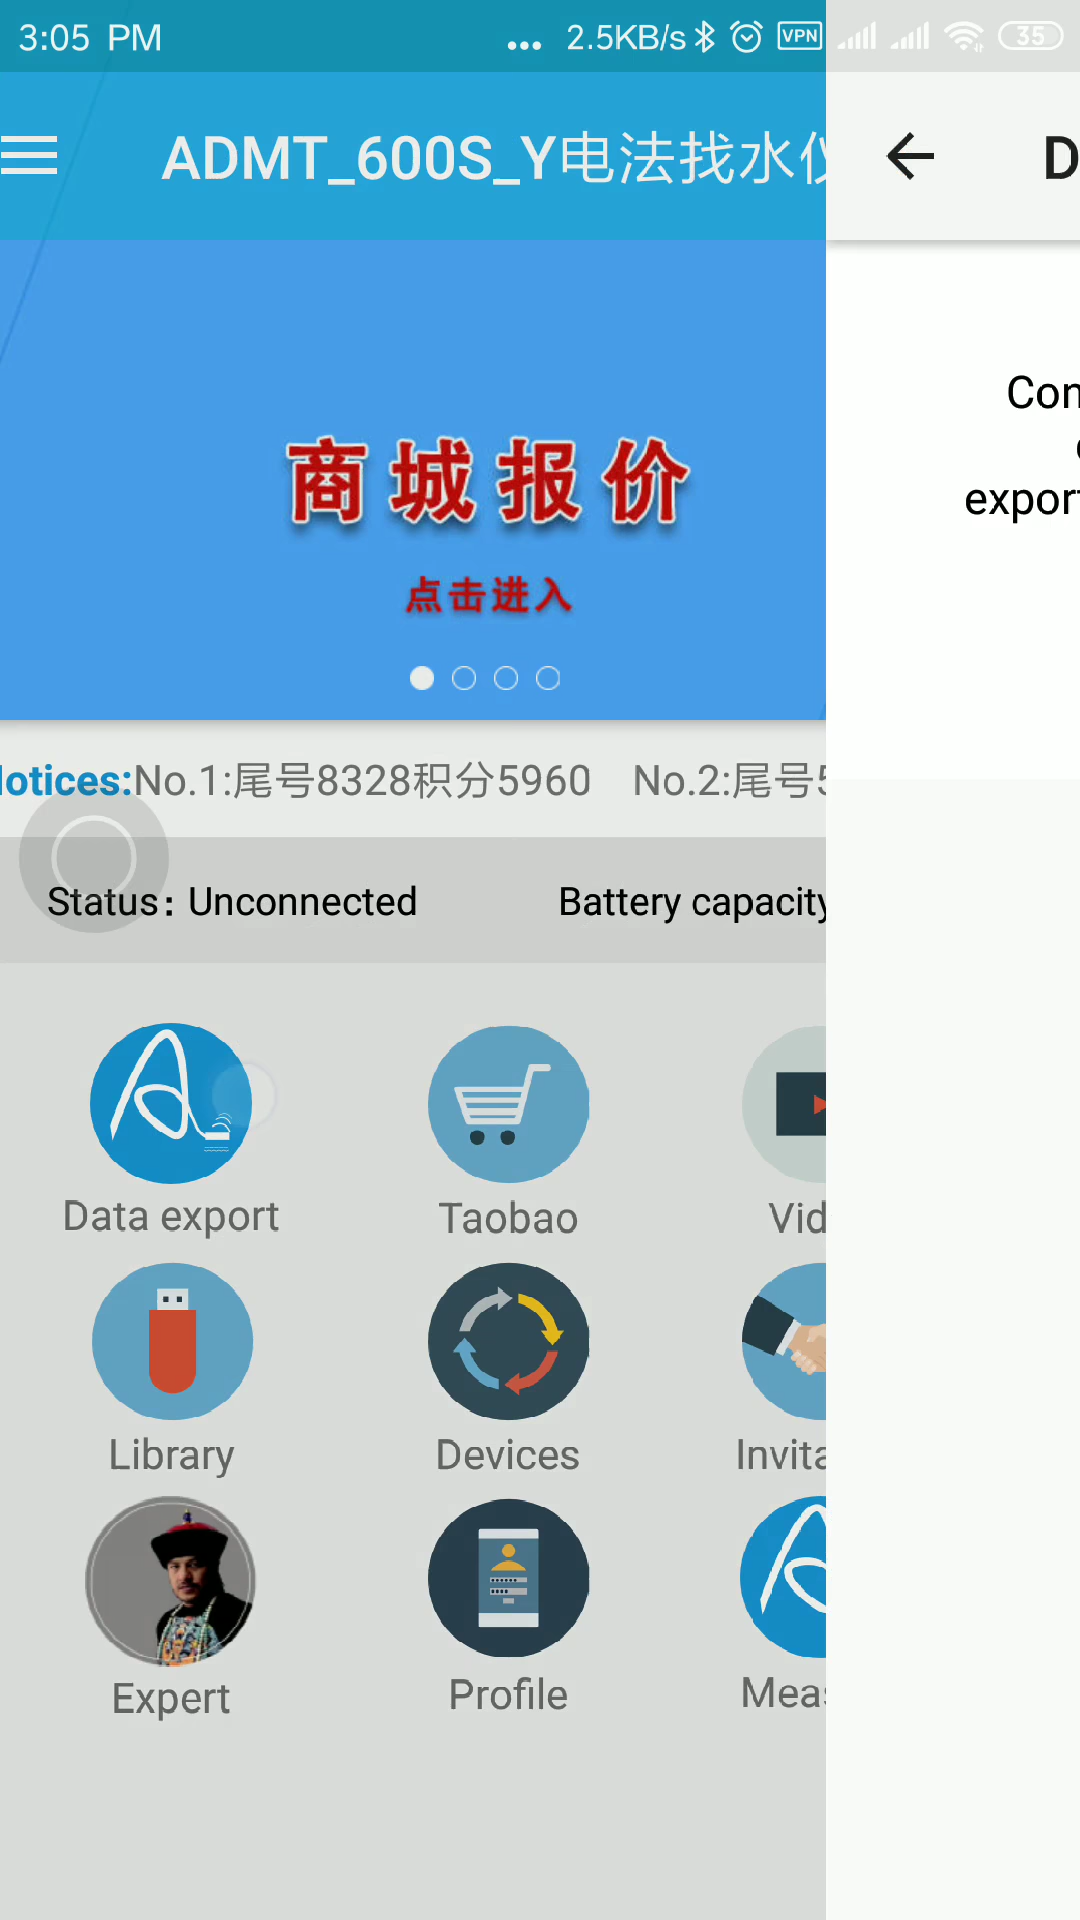 3:05 PM ... 2.5KB/s VPN 35
ADMT_600S_Y电法找水仪
D
商城报价
点击进入
Con
export
otices:No.1:尾号8328积分5960 No.2:尾号5
Status: Unconnected Battery capacity
Data export Taobao Vid
Library Devices Invita
Expert Profile Meas